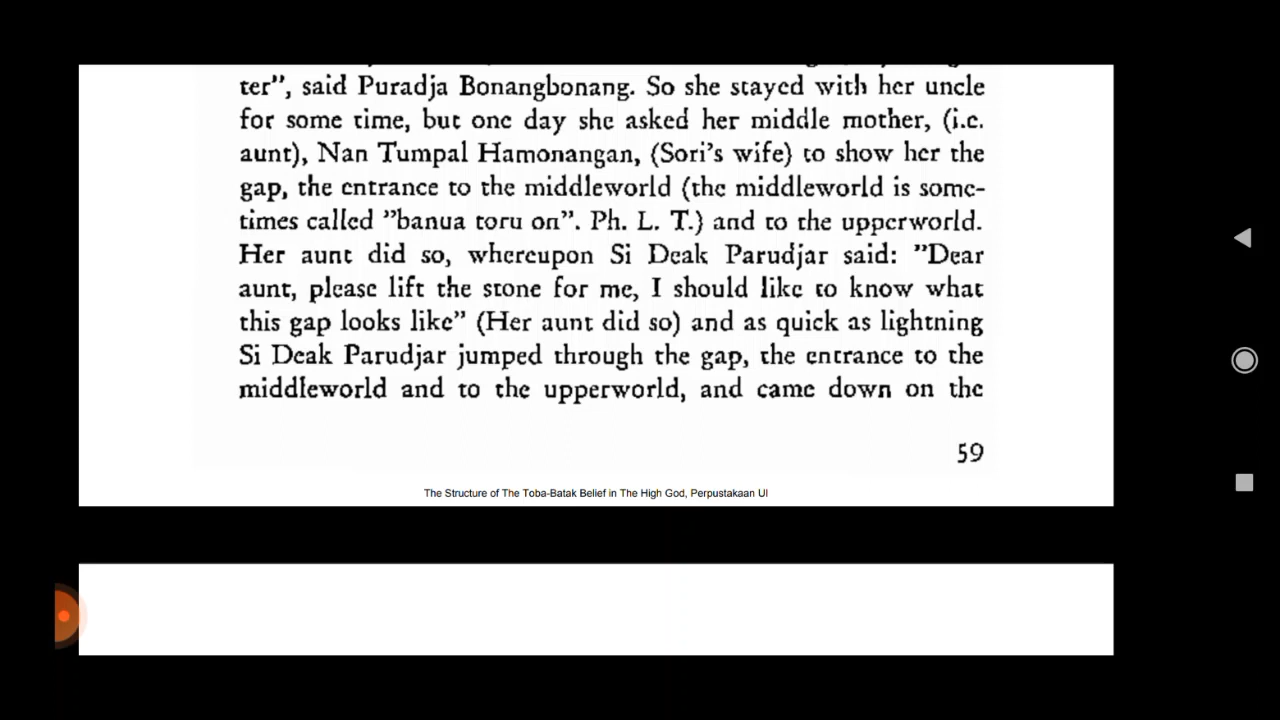 ter", said Puradja Bonangbonang. So she stayed with her uncle
for some time, but one day she asked her middle mother, (i.e.
aunt), Nan Tumpal Hamonangan, (Sori's wife) to show her the
gap, the entrance to the middleworld (the middleworld is some-
times called "banua toru on". Ph. L. T.) and to the upperworld.
Her aunt did so, whereupon Si Deak Parudjar said: "Dear
aunt, please lift the stone for me, I should like to know what
this gap looks like" (Her aunt did so) and as quick as lightning
Si Deak Parudjar jumped through the gap, the entrance to the
middleworld and to the upperworld, and came down on the
59
The Structure of The Toba-Batak Belief in The High God, Perpustakaan UI